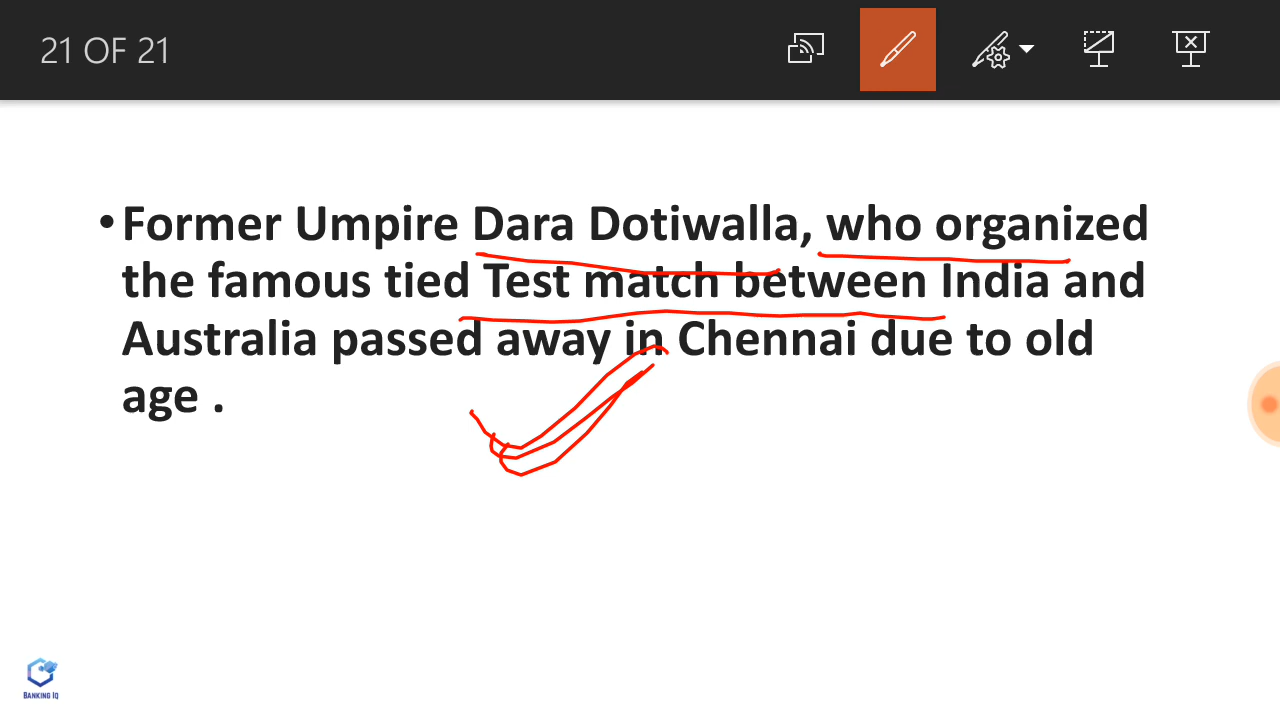 21 OF 21
•Former Umpire Dara Dotiwalla, who organized
the famous tied Test match between India and
Australia passed away in Chennai due to old
age .
BANKING IQ